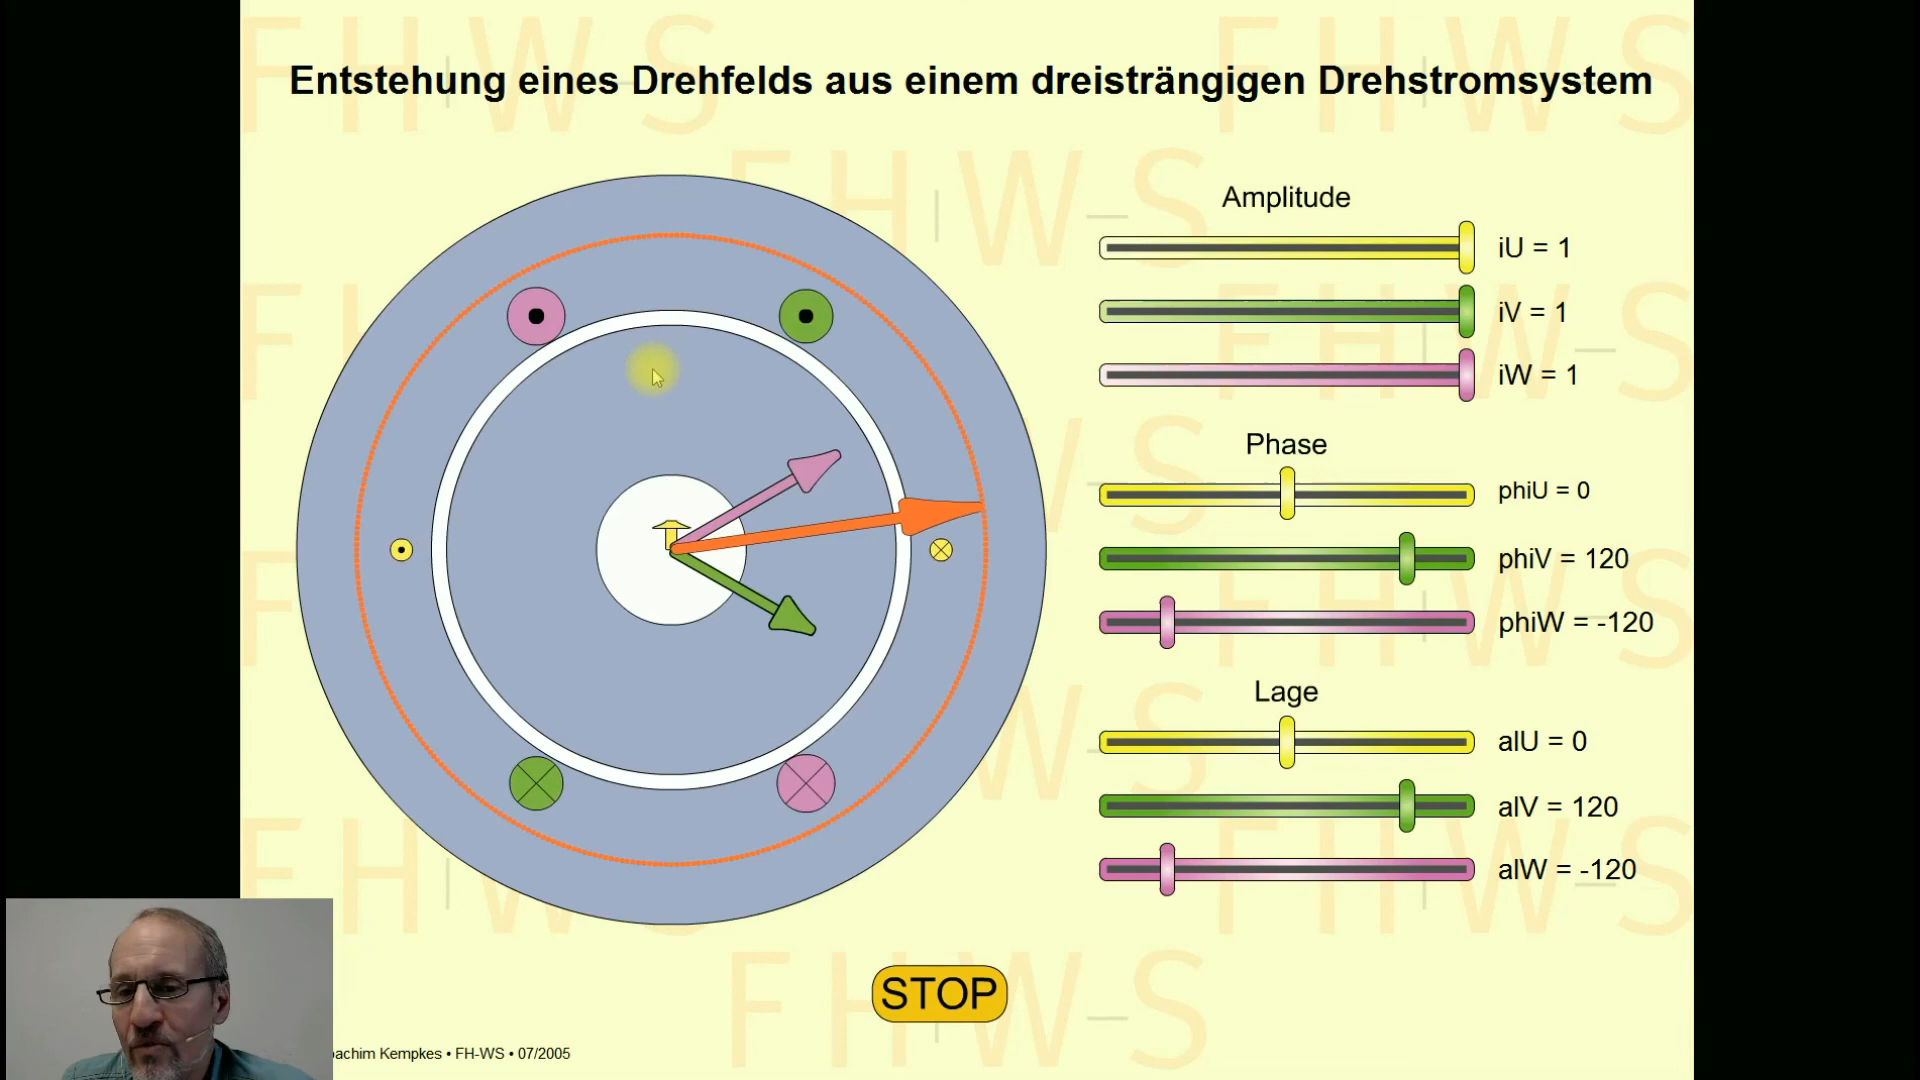 Entstehung eines Drehfelds aus einem dreisträngigen Drehstromsystem
Amplitude
iU = 1
iV = 1
iW = 1
Phase
phiU = 0
phiV = 120
phiW = -120
Lage
alU = 0
alV = 120
alW = -120
STOP
Kempkes • FH-WS • 07/2005
FH-W-S